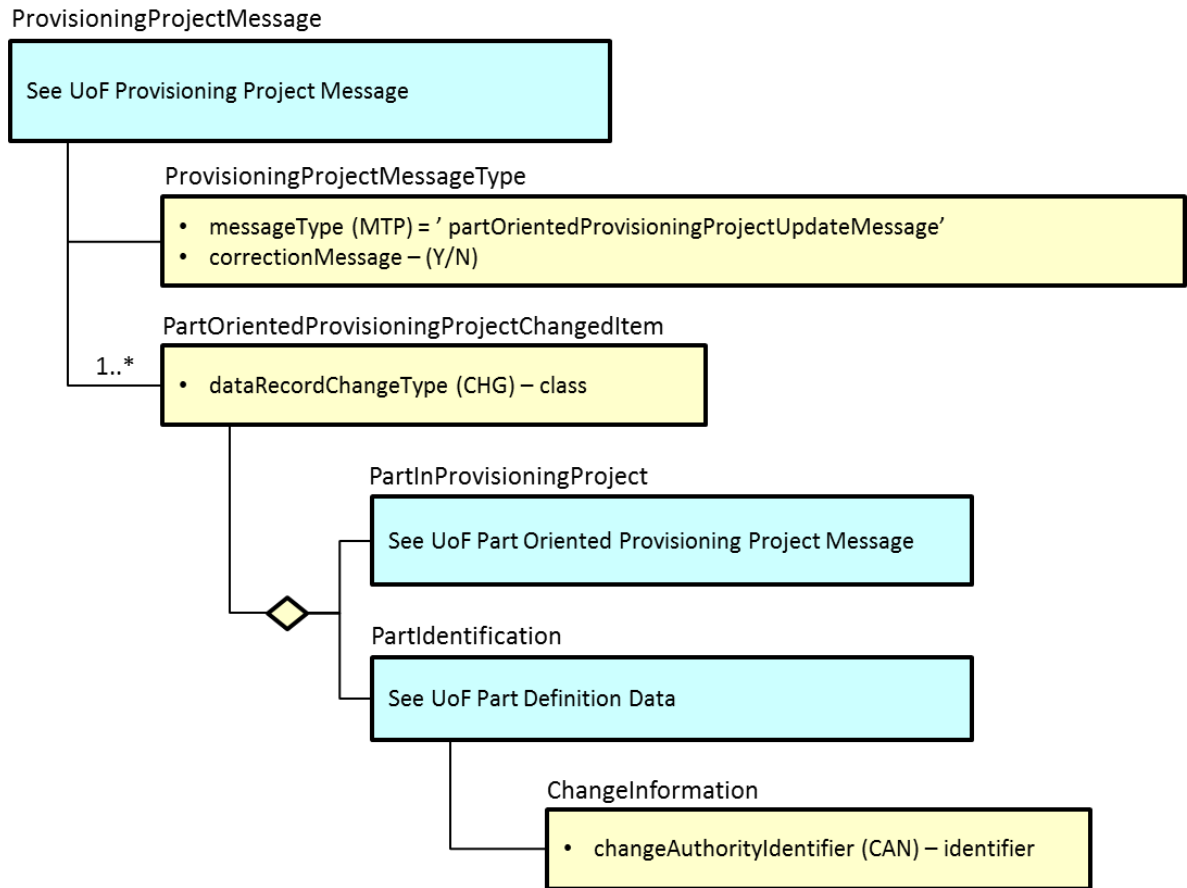 ProvisioningProjectMessage
See UoF Provisioning Project Message
ProvisioningProjectMessageType
• messageType (MTP) = ’ partOrientedProvisioningProjectUpdateMessage’
• correctionMessage – (Y/N)
PartOrientedProvisioningProjectChangedItem
1..*
• dataRecordChangeType (CHG) – class
PartInProvisioningProject
See UoF Part Oriented Provisioning Project Message
PartIdentification
See UoF Part Definition Data
ChangeInformation
• changeAuthorityIdentifier (CAN) – identifier